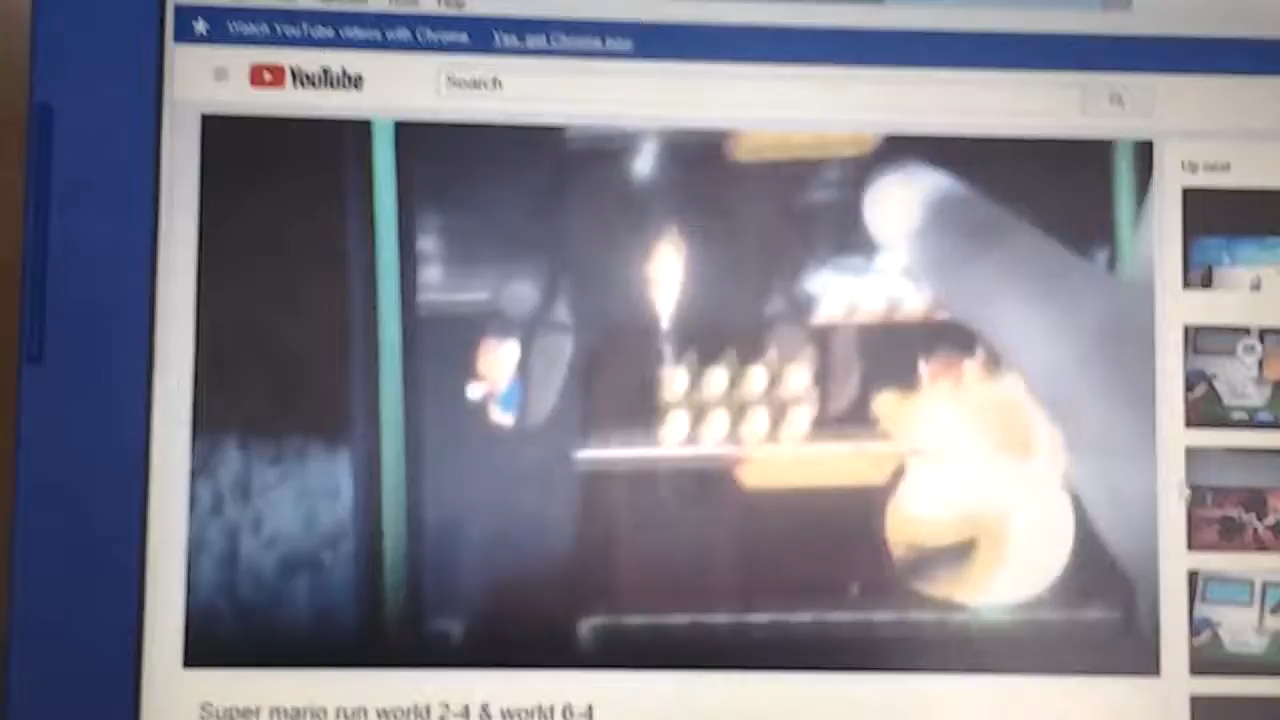 Help
Watch YouTube videos with Chrome. Yes, get Chrome now.
YouTube
Search
Up next
Super mario run world 2-4 & world 6-4